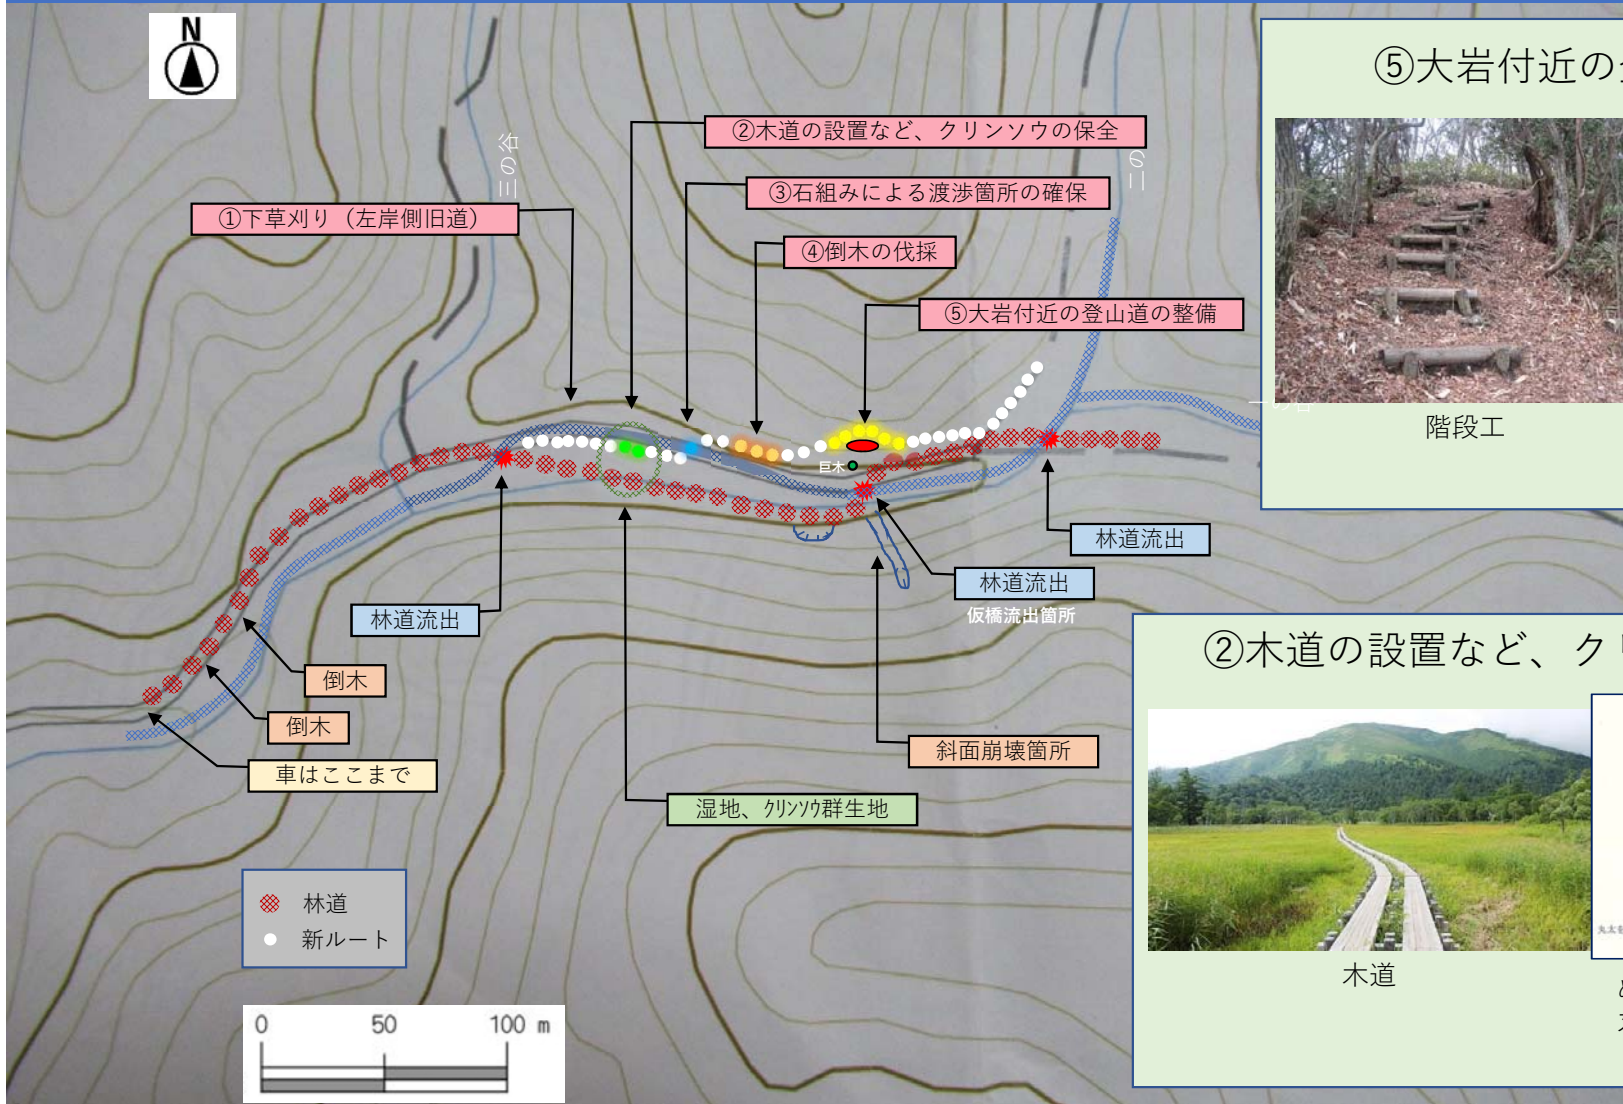 N
⑤大岩付近の
②木道の設置など、クリンソウの保全
三の谷
二の
③石組みによる渡渉箇所の確保
①下草刈り（左岸側旧道）
④倒木の伐採
⑤大岩付近の登山道の整備
階段工
巨木
林道流出
林道流出
仮橋流出箇所
林道流出
②木道の設置など、ク
倒木
倒木
斜面崩壊箇所
車はここまで
湿地、ｸﾘﾝｿｳ群生地
林道
新ルート
木道
0 50 100 m